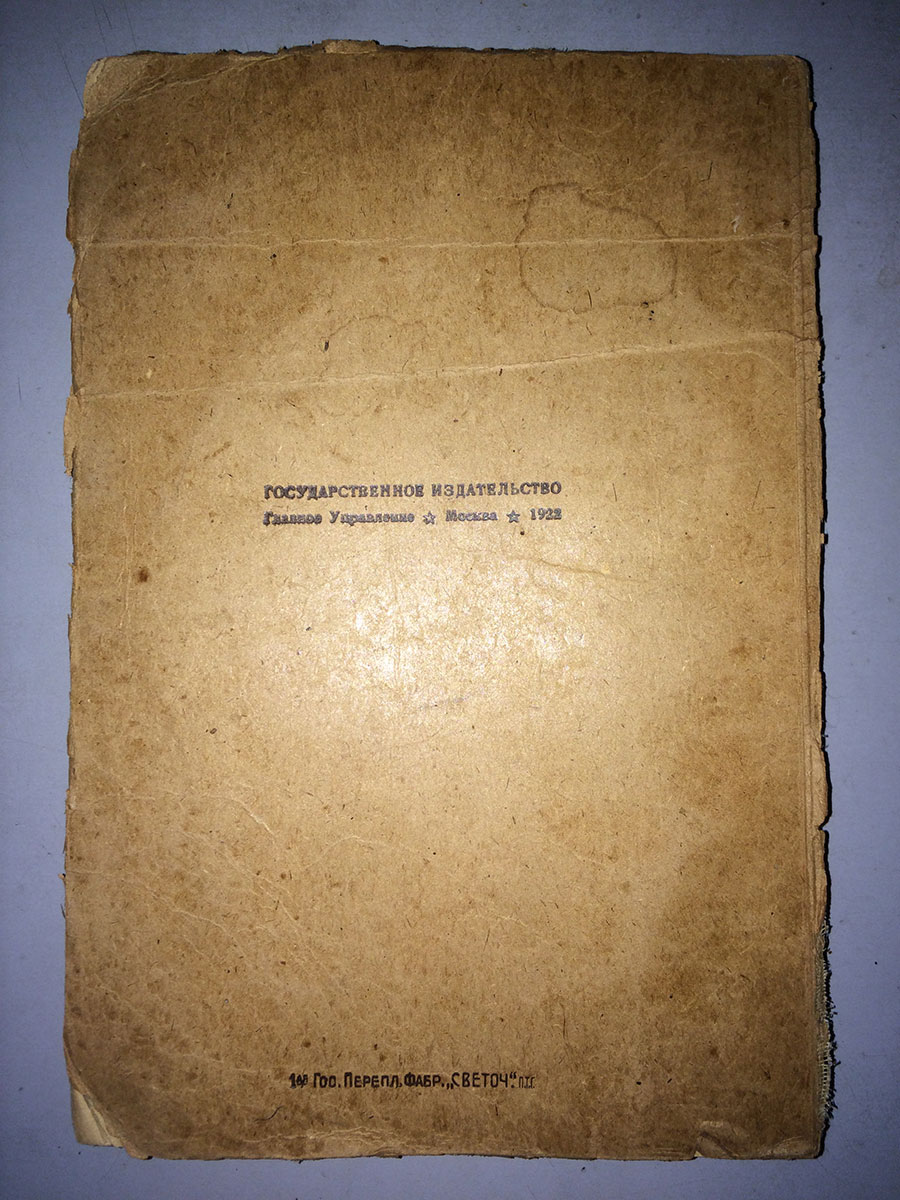 ГОСУДАРСТВЕННОЕ ИЗДАТЕЛЬСТВО
Главное Управление ☆ Москва ☆ 1922
1ая Гос. Перепл. Фабр. „СВЕТОЧ“.